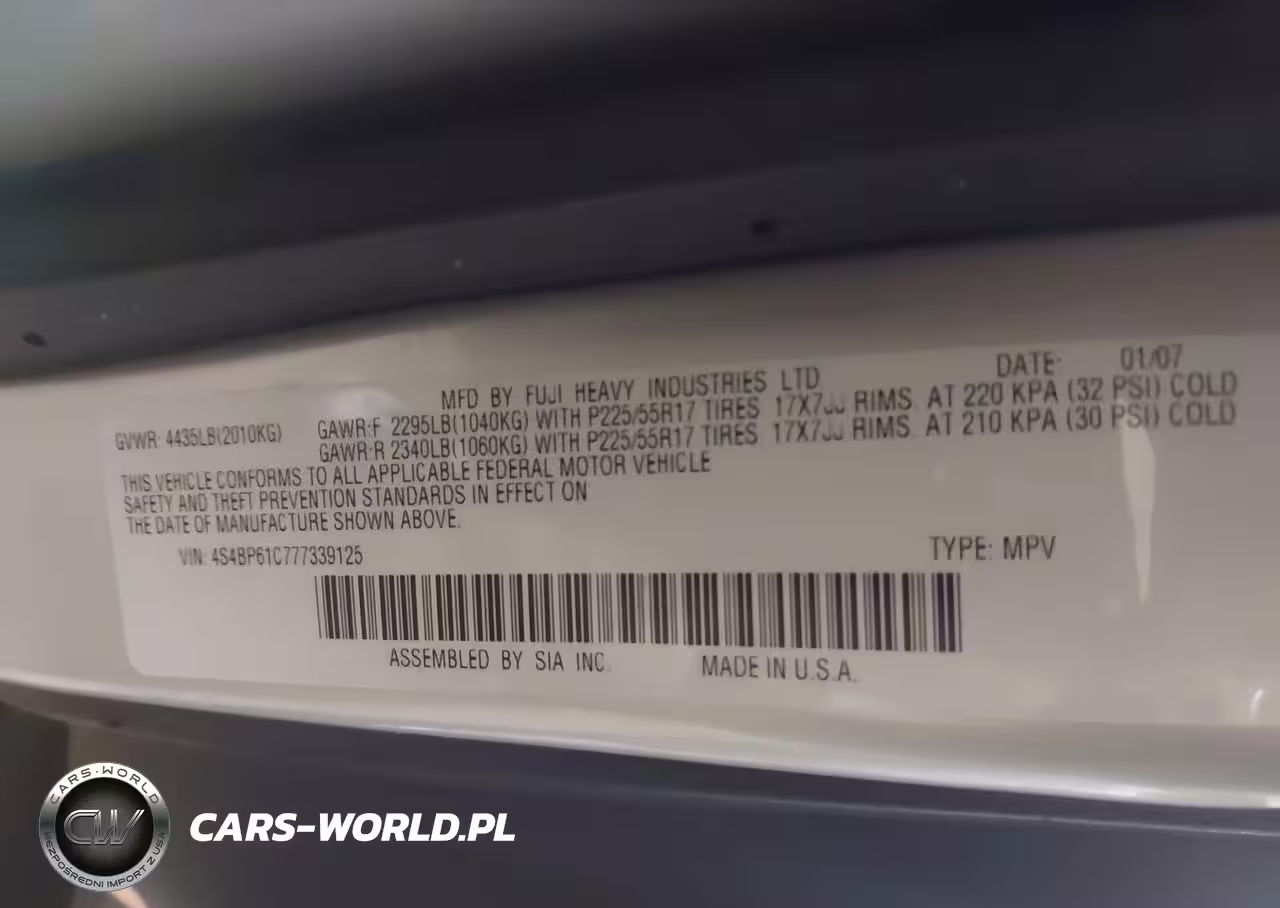 MFD BY FUJI HEAVY INDUSTRIES LTD DATE: 01/07
GVWR: 4435LB(2010KG) GAWR:F 2295LB(1040KG) WITH P225/55R17 TIRES 17X7JJ RIMS. AT 220 KPA (32 PSI) COLD
GAWR:R 2340LB(1060KG) WITH P225/55R17 TIRES 17X7JJ RIMS. AT 210 KPA (30 PSI) COLD
THIS VEHICLE CONFORMS TO ALL APPLICABLE FEDERAL MOTOR VEHICLE
SAFETY AND THEFT PREVENTION STANDARDS IN EFFECT ON
THE DATE OF MANUFACTURE SHOWN ABOVE.
VIN: 4S4BP61C777339125 TYPE: MPV
ASSEMBLED BY SIA INC. MADE IN U.S.A.
CARS-WORLD
CW
BEZPOŚREDNI IMPORT Z USA
CARS-WORLD.PL